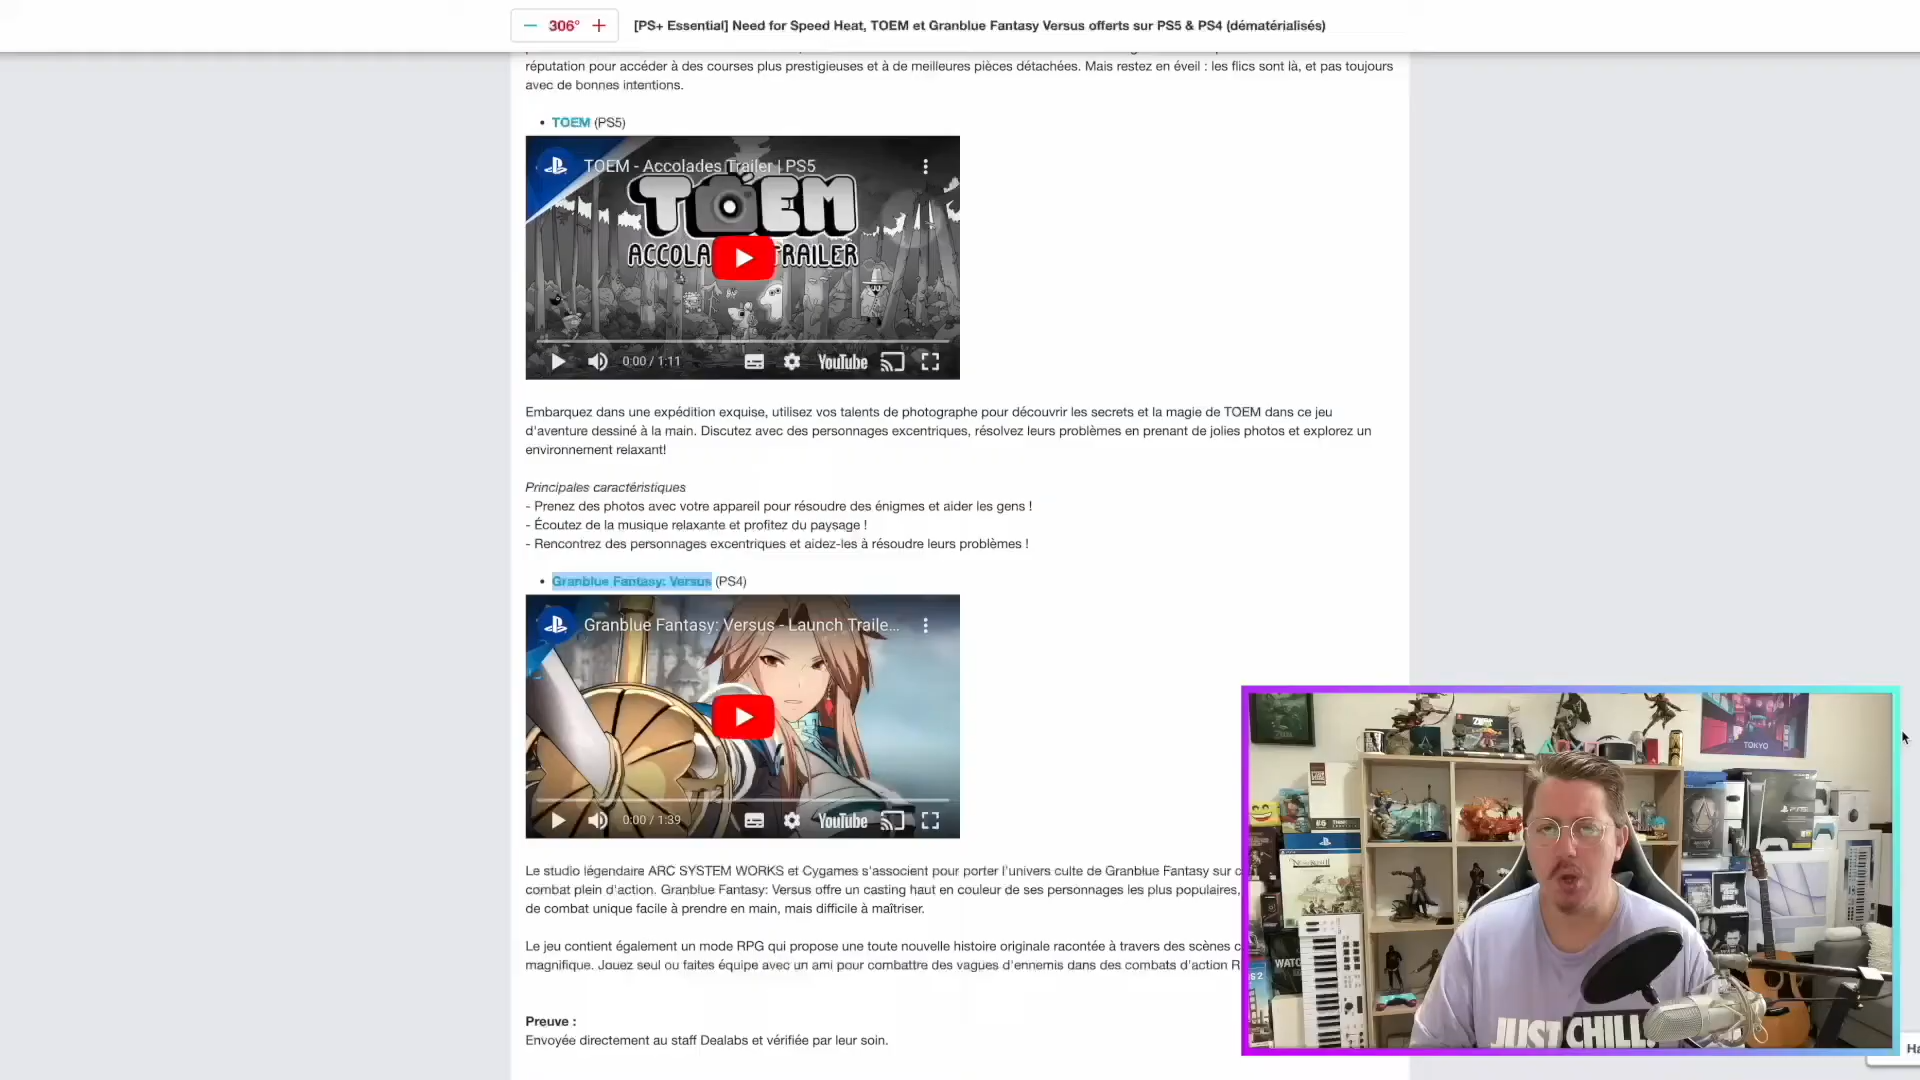 306°
[PS+ Essential] Need for Speed Heat, TOEM et Granblue Fantasy Versus offerts sur PS5 & PS4 (dématérialisés)
réputation pour accéder à des courses plus prestigieuses et à de meilleures pièces détachées. Mais restez en éveil : les flics sont là, et pas toujours
avec de bonnes intentions.
• TOEM (PS5)
TOEM - Accolades Trailer | PS5
TOEM
0:00 / 1:11
YouTube
Embarquez dans une expédition exquise, utilisez vos talents de photographe pour découvrir les secrets et la magie de TOEM dans ce jeu
d'aventure dessiné à la main. Discutez avec des personnages excentriques, résolvez leurs problèmes en prenant de jolies photos et explorez un
environnement relaxant!
Principales caractéristiques
- Prenez des photos avec votre appareil pour résoudre des énigmes et aider les gens !
- Écoutez de la musique relaxante et profitez du paysage !
- Rencontrez des personnages excentriques et aidez-les à résoudre leurs problèmes !
• Granblue Fantasy: Versus (PS4)
Granblue Fantasy: Versus - Launch Traile...
0:00 / 1:39
YouTube
Le studio légendaire ARC SYSTEM WORKS et Cygames s'associent pour porter l'univers culte de Granblue Fantasy sur
combat plein d'action. Granblue Fantasy: Versus offre un casting haut en couleur de ses personnages les plus populaires,
de combat unique facile à prendre en main, mais difficile à maîtriser.
Le jeu contient également un mode RPG qui propose une toute nouvelle histoire originale racontée à travers des scènes
magnifique. Jouez seul ou faites équipe avec un ami pour combattre des vagues d'ennemis dans des combats d'action
Preuve :
Envoyée directement au staff Dealabs et vérifiée par leur soin.
TOKYO
JUST CHILL.